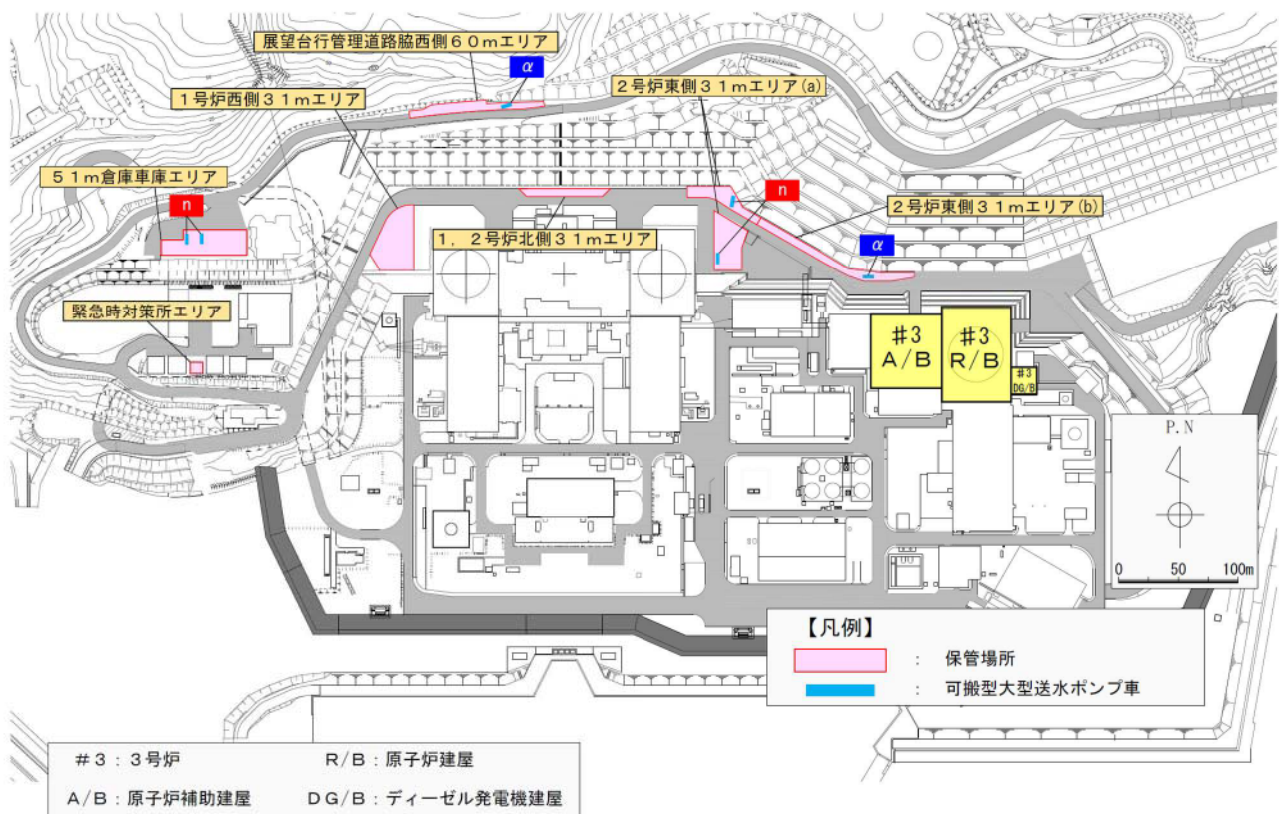 展望台行管理道路脇西側60mエリア
α
1号炉西側31mエリア
2号炉東側31mエリア(a)
51m倉庫車庫エリア
n
n
2号炉東側31mエリア(b)
1,2号炉北側31mエリア
α
緊急時対策所エリア
#3
A/B
#3
R/B
#3
DG/B
P.N
0 50 100m
【凡例】
: 保管場所
: 可搬型大型送水ポンプ車
#3:3号炉 R/B:原子炉建屋
A/B:原子炉補助建屋 DG/B:ディーゼル発電機建屋